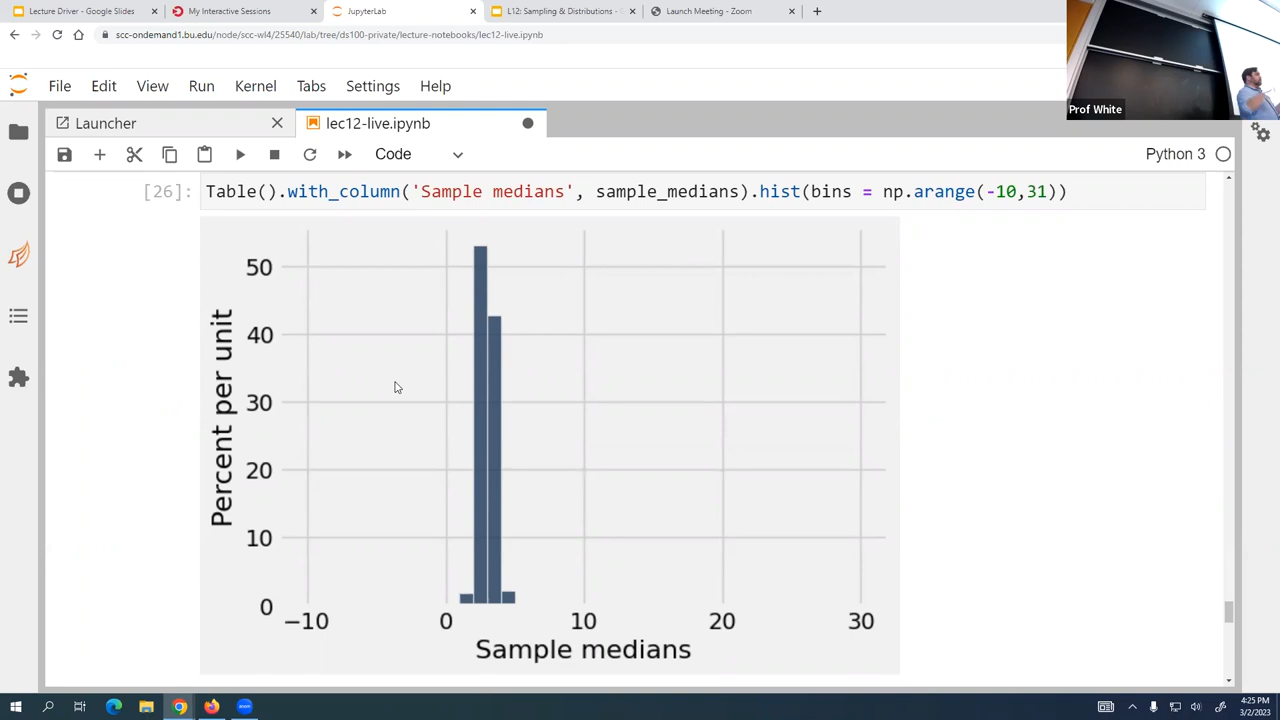 Lecture Driver - Google Slides
My Interactive Sessions
JupyterLab
L12: Sampling & Distributions - G
Launch Meeting - Zoom
scc-ondemand1.bu.edu/node/scc-wl4/25540/lab/tree/ds100-private/lecture-notebooks/lec12-live.ipynb
Prof White
File Edit View Run Kernel Tabs Settings Help
Launcher
lec12-live.ipynb
Code
Python 3
[26]: Table().with_column('Sample medians', sample_medians).hist(bins = np.arange(-10,31))
50
40
30
20
10
0
Percent per unit
−10 0 10 20 30
Sample medians
4:25 PM
3/2/2023